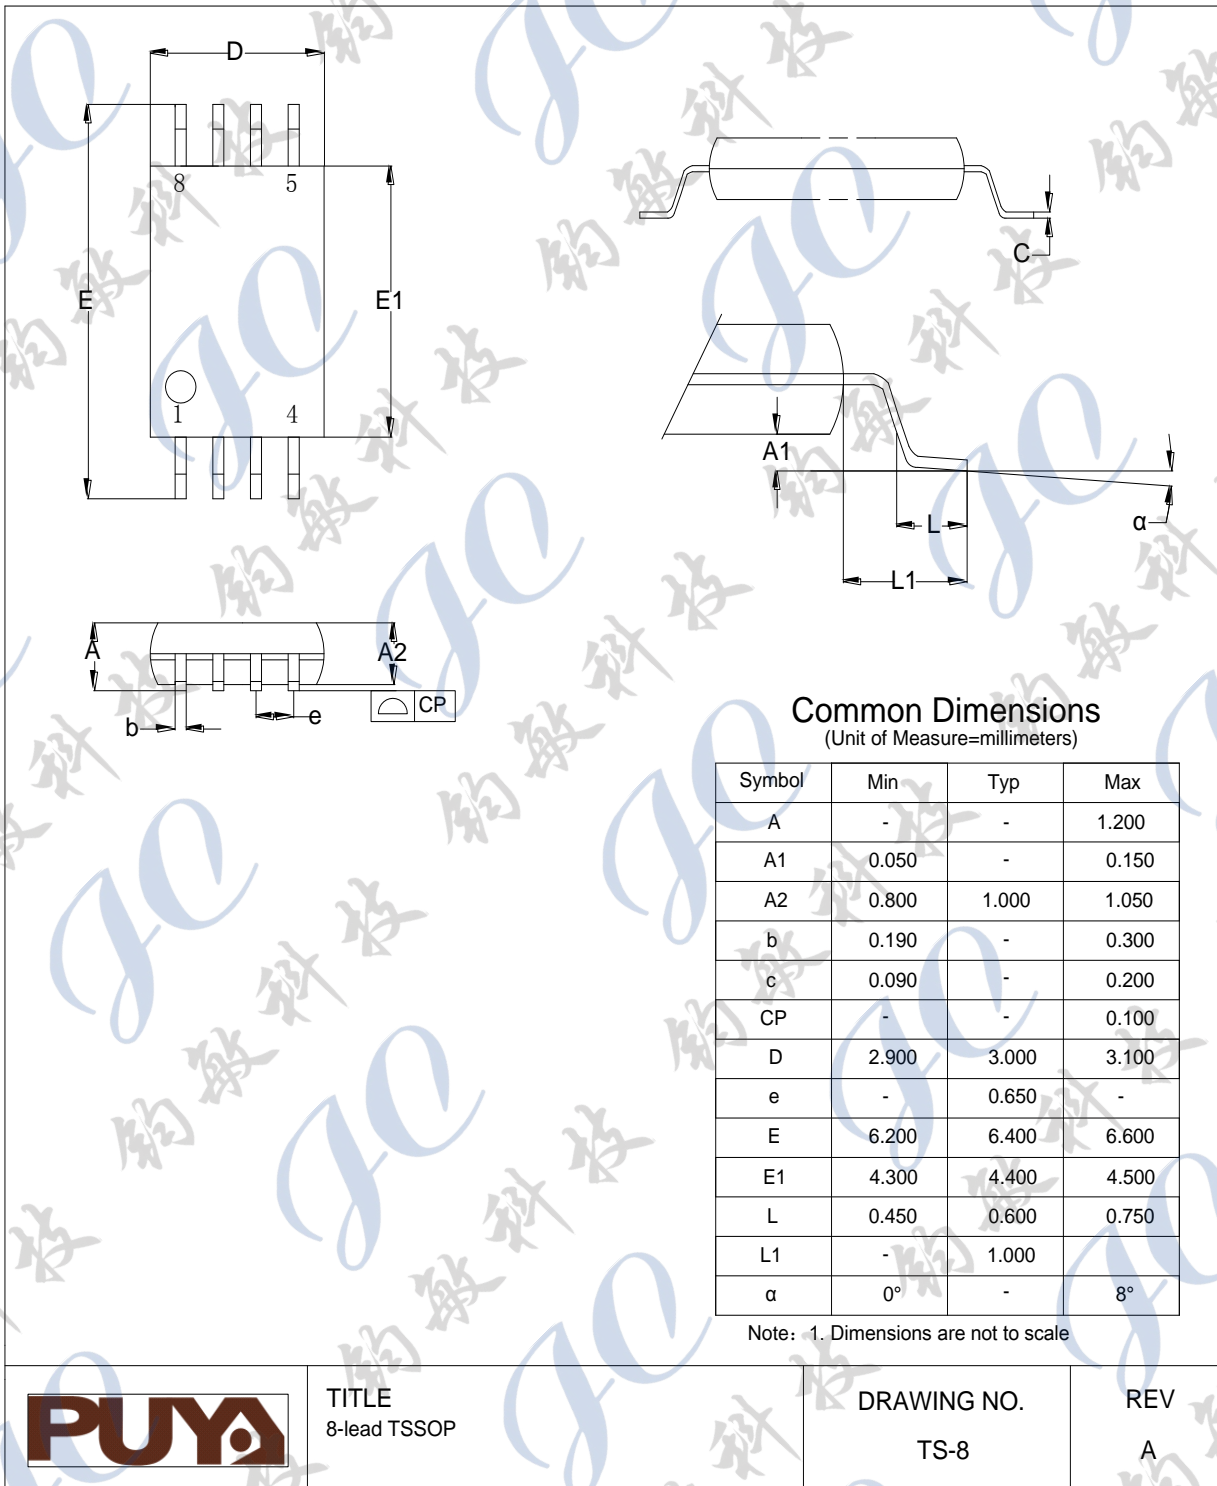 D
8 5
E E1
1 4
C
A1
L
α
L1
A A2
b e CP
Common Dimensions
(Unit of Measure=millimeters)
Symbol Min Typ Max
A - - 1.200
A1 0.050 - 0.150
A2 0.800 1.000 1.050
b 0.190 - 0.300
c 0.090 - 0.200
CP - - 0.100
D 2.900 3.000 3.100
e - 0.650 -
E 6.200 6.400 6.600
E1 4.300 4.400 4.500
L 0.450 0.600 0.750
L1 - 1.000
α 0° - 8°
Note：1. Dimensions are not to scale
PUYA
TITLE
8-lead TSSOP
DRAWING NO.
TS-8
REV
A